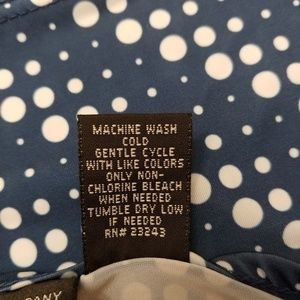 MACHINE WASH
COLD
GENTLE CYCLE
WITH LIKE COLORS
ONLY NON-
CHLORINE BLEACH
WHEN NEEDED
TUMBLE DRY LOW
IF NEEDED
RN# 23243